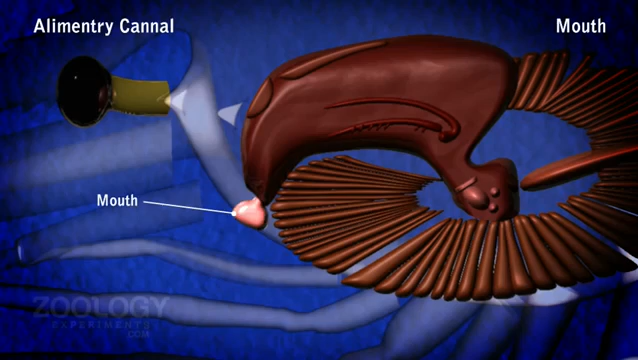 Alimentry Cannal
Mouth
Mouth
ZOOLOGY
EXPERIMENTS
.COM